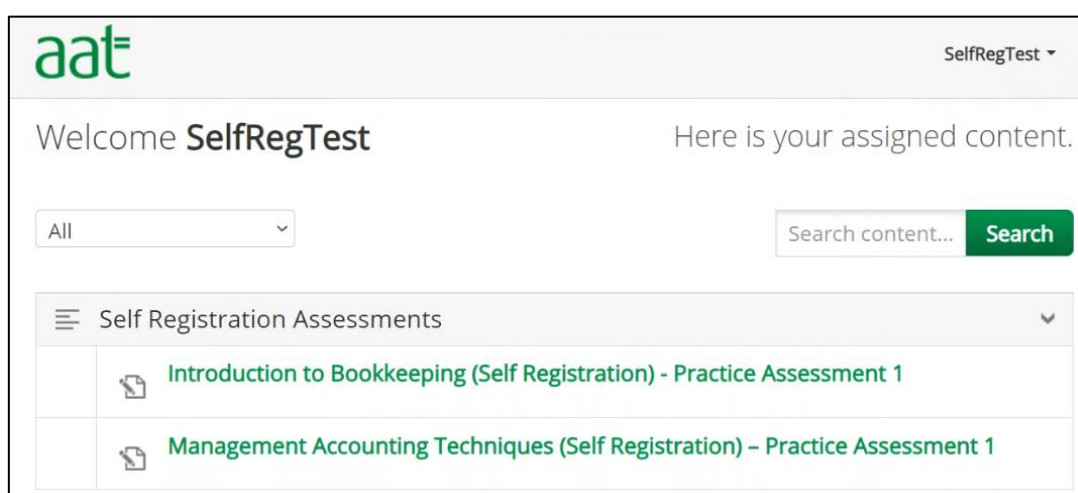 aat
SelfRegTest
Welcome SelfRegTest
Here is your assigned content.
All
Search content...
Search
Self Registration Assessments
Introduction to Bookkeeping (Self Registration) - Practice Assessment 1
Management Accounting Techniques (Self Registration) – Practice Assessment 1